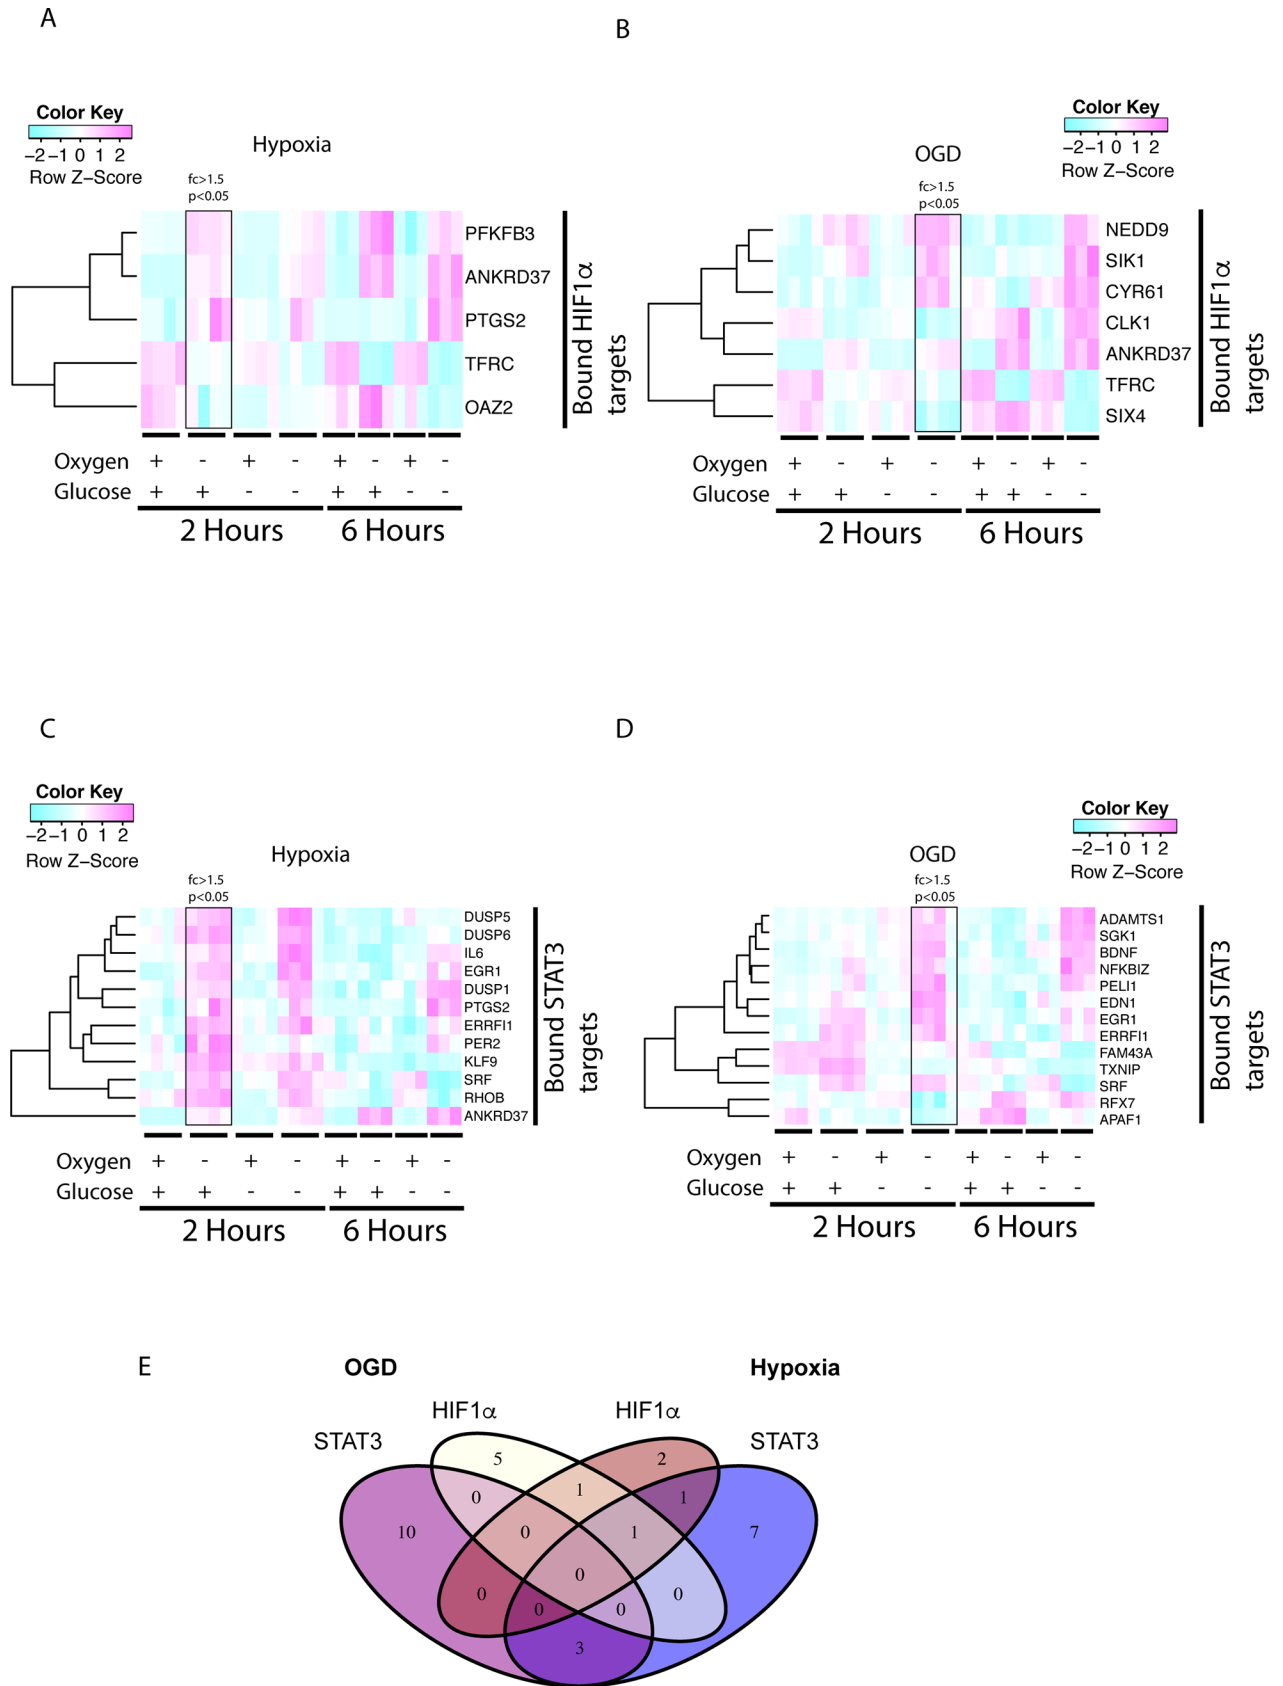 A
B
Color Key
-2 -1 0 1 2
Row Z-Score
Hypoxia
fc>1.5
p<0.05
PFKFB3
ANKRD37
PTGS2
TFRC
OAZ2
Bound HIF1α
targets
Oxygen + - + - + - + -
Glucose + + - - + + - -
2 Hours 6 Hours
Color Key
-2 -1 0 1 2
Row Z-Score
OGD
fc>1.5
p<0.05
NEDD9
SIK1
CYR61
CLK1
ANKRD37
TFRC
SIX4
Bound HIF1α
targets
Oxygen + - + - + - + -
Glucose + + - - + + - -
2 Hours 6 Hours
C
D
Color Key
-2 -1 0 1 2
Row Z-Score
Hypoxia
fc>1.5
p<0.05
DUSP5
DUSP6
IL6
EGR1
DUSP1
PTGS2
ERRFI1
PER2
KLF9
SRF
RHOB
ANKRD37
Bound STAT3
targets
Oxygen + - + - + - + -
Glucose + + - - + + - -
2 Hours 6 Hours
Color Key
-2 -1 0 1 2
Row Z-Score
OGD
fc>1.5
p<0.05
ADAMTS1
SGK1
BDNF
NFKBIZ
PELI1
EDN1
EGR1
ERRFI1
FAM43A
TXNIP
SRF
RFX7
APAF1
Bound STAT3
targets
Oxygen + - + - + - + -
Glucose + + - - + + - -
2 Hours 6 Hours
E
OGD Hypoxia
HIF1α HIF1α
STAT3 STAT3
5 2
0 1 1
10 0 1 7
0
0 0
0 0
3